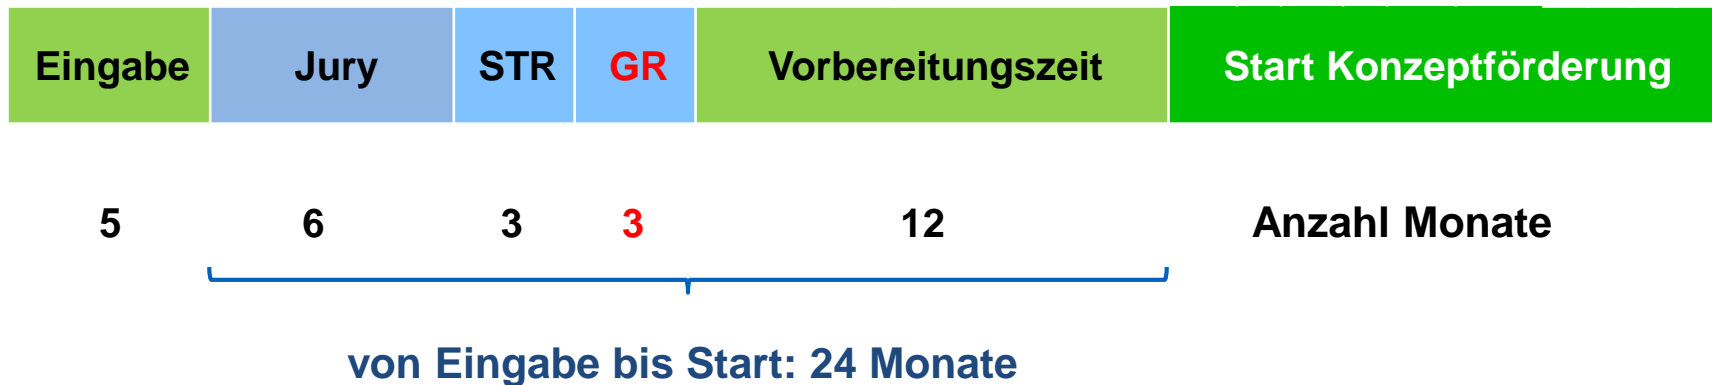 Eingabe Jury STR GR Vorbereitungszeit Start Konzeptförderung
5 6 3 3 12 Anzahl Monate
von Eingabe bis Start: 24 Monate